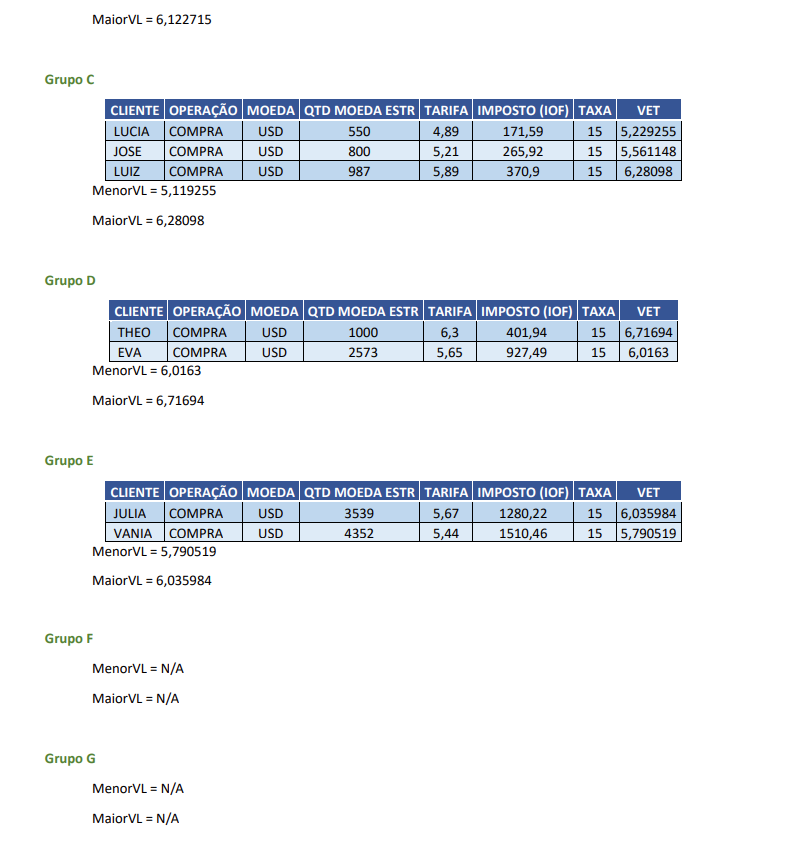 MaiorVL = 6,122715
Grupo C
CLIENTE OPERAÇÃO MOEDA QTD MOEDA ESTR TARIFA IMPOSTO (IOF) TAXA VET
LUCIA COMPRA USD 550 4,89 171,59 15 5,229255
JOSE COMPRA USD 800 5,21 265,92 15 5,561148
LUIZ COMPRA USD 987 5,89 370,9 15 6,28098
MenorVL = 5,119255
MaiorVL = 6,28098
Grupo D
CLIENTE OPERAÇÃO MOEDA QTD MOEDA ESTR TARIFA IMPOSTO (IOF) TAXA VET
THEO COMPRA USD 1000 6,3 401,94 15 6,71694
EVA COMPRA USD 2573 5,65 927,49 15 6,0163
MenorVL = 6,0163
MaiorVL = 6,71694
Grupo E
CLIENTE OPERAÇÃO MOEDA QTD MOEDA ESTR TARIFA IMPOSTO (IOF) TAXA VET
JULIA COMPRA USD 3539 5,67 1280,22 15 6,035984
VANIA COMPRA USD 4352 5,44 1510,46 15 5,790519
MenorVL = 5,790519
MaiorVL = 6,035984
Grupo F
MenorVL = N/A
MaiorVL = N/A
Grupo G
MenorVL = N/A
MaiorVL = N/A